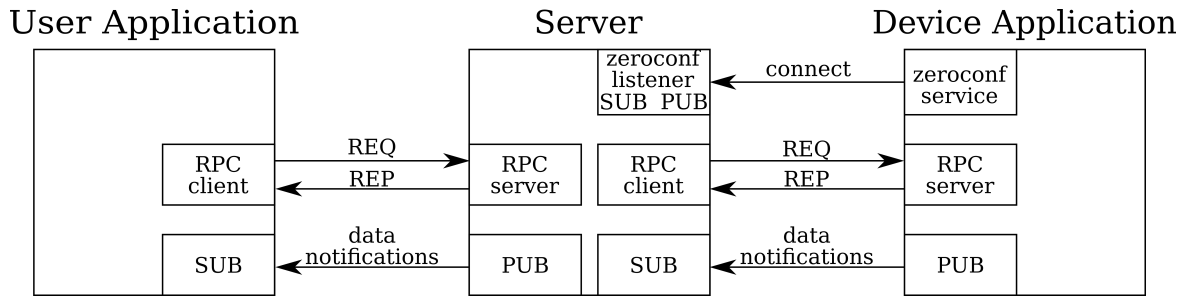 User Application
Server
Device Application
zeroconf
listener
SUB PUB
connect
zeroconf
service
RPC
client
REQ
REP
RPC
server
RPC
client
REQ
REP
RPC
server
SUB
data
notifications
PUB
SUB
data
notifications
PUB